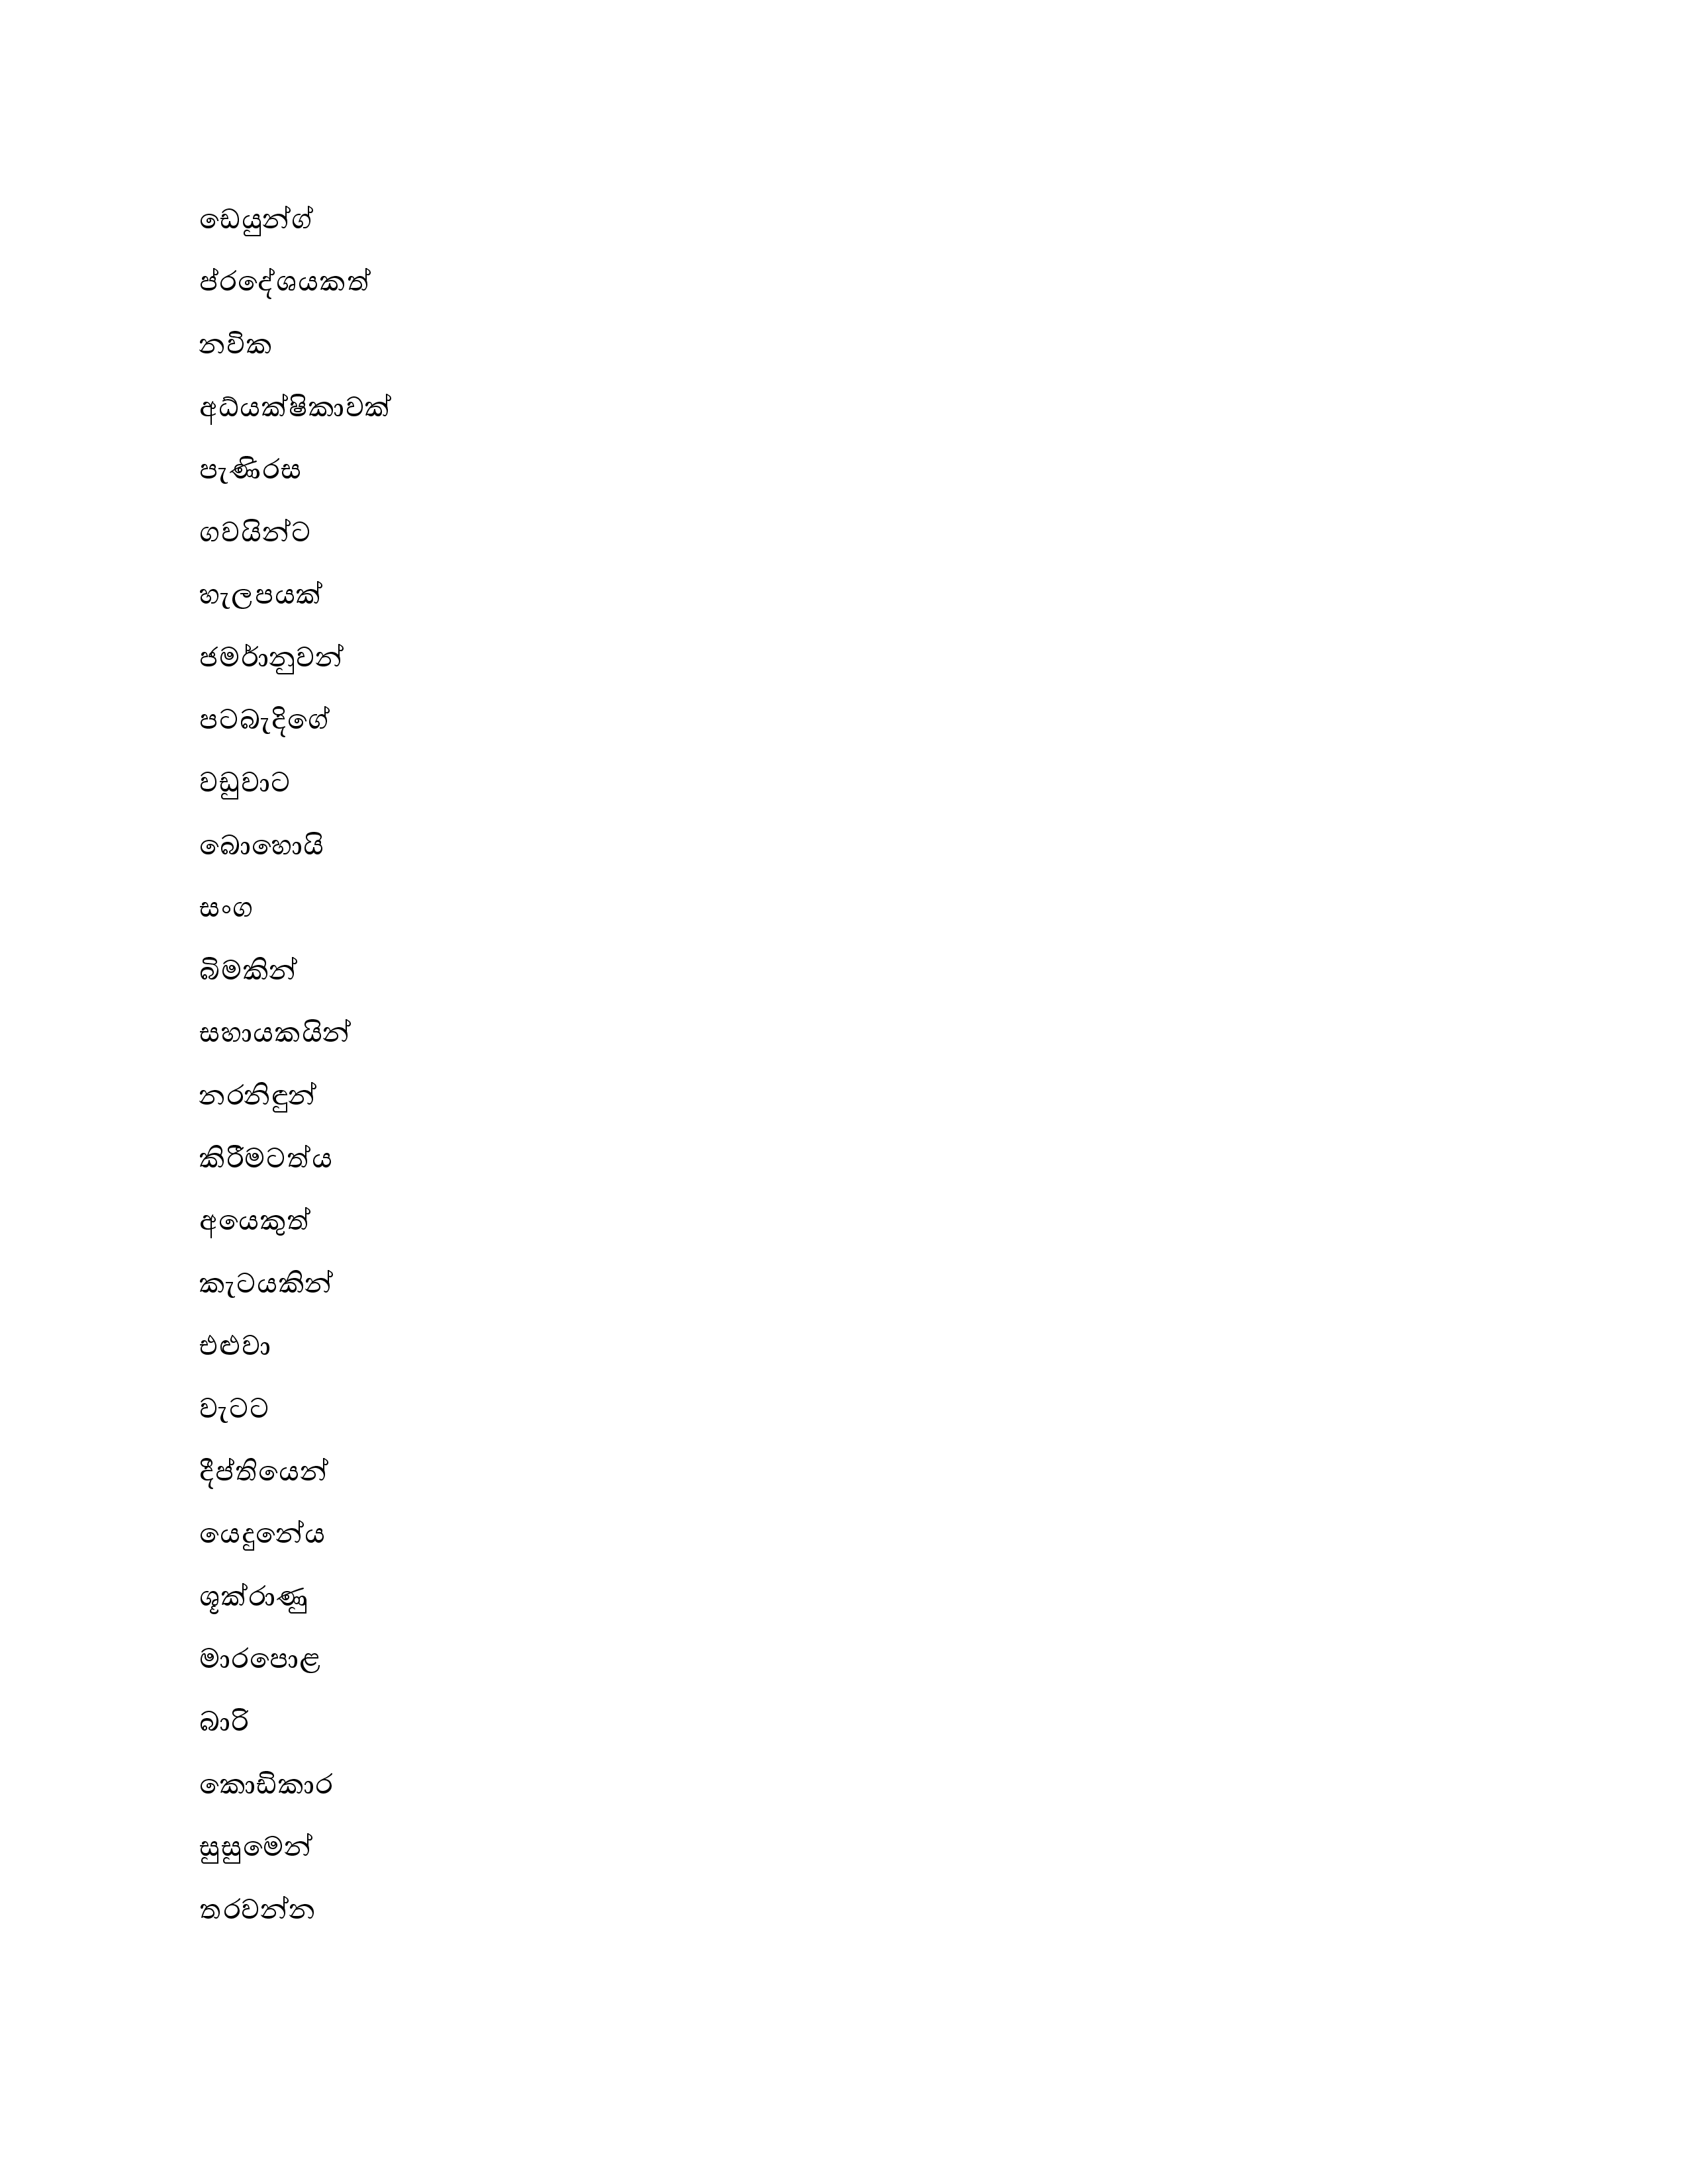 ඩෙයුන්ග්
ප්රදේශයකත්
නවික
අධ්යක්ෂිකාවක්
පැණිරස
ගවයින්ට
හැලපයක්
ජර්මානුවන්
පටබැදිගේ
වඩුවාට
බොහොයි
සංග
බිමකින්
සහායකයින්
නරනිඳුන්
කිරීමටත්ය
අයෙකුත්
කැටයකින්
එළුවා
වැටට
දීප්තියෙන්
යෙදුනේය
ශූක්රාණු
මාරපොළ
බාරි
කොඩිකාර
සුසුමෙන්
තරවන්න